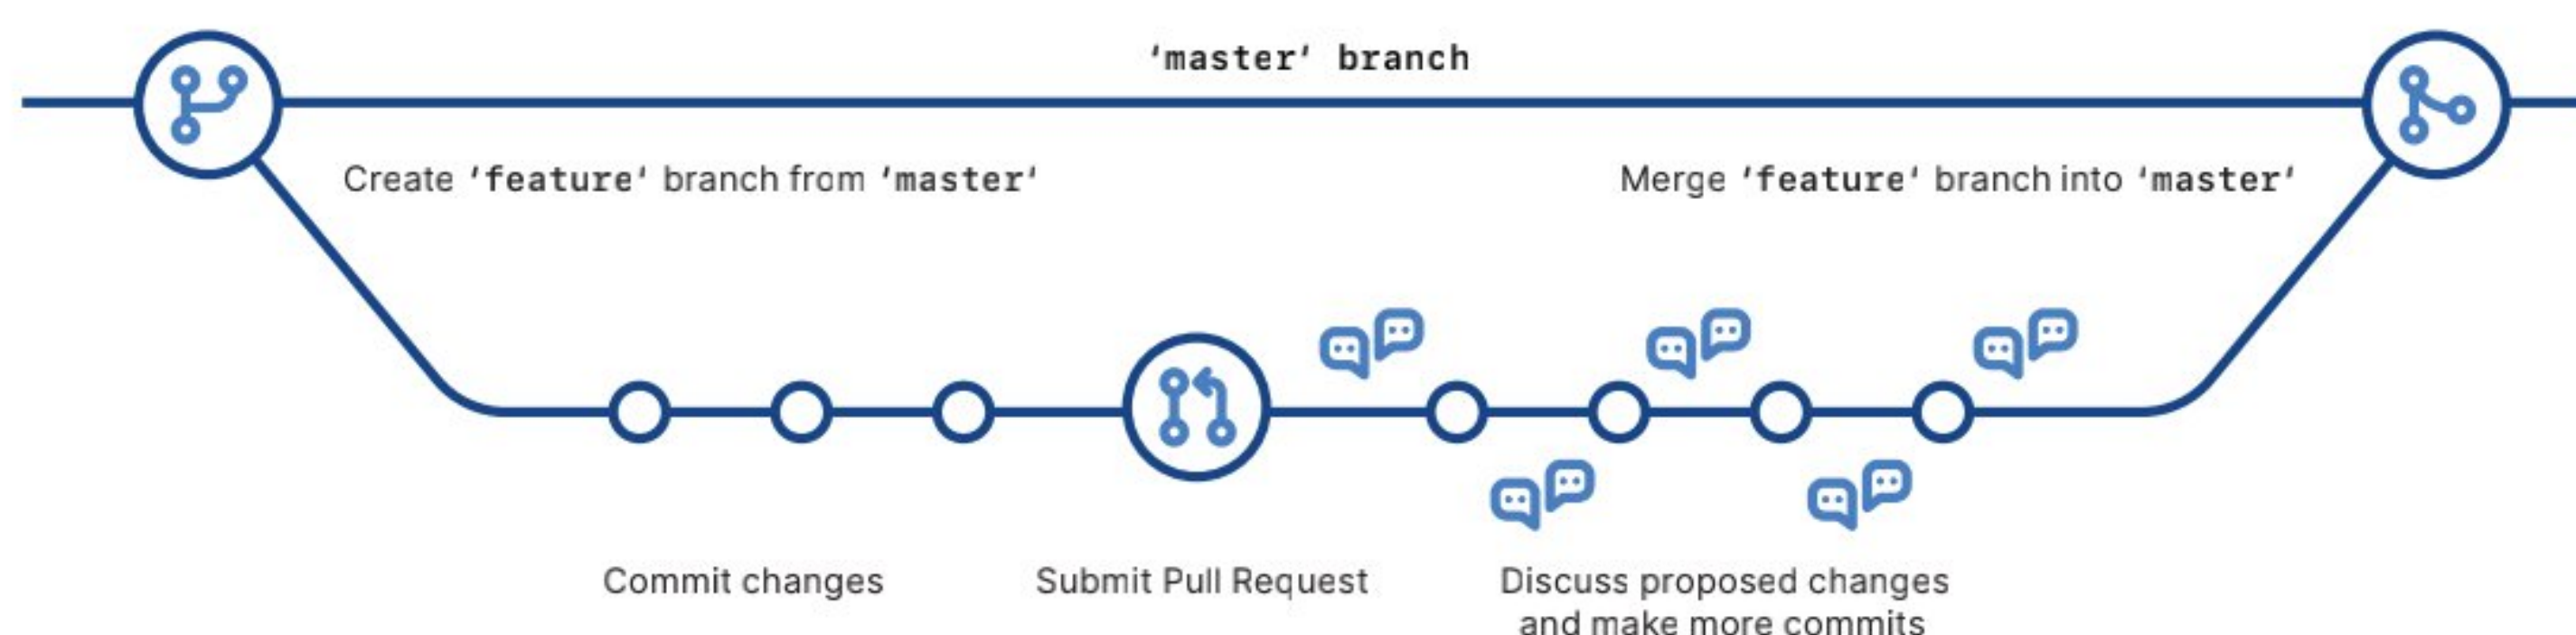 ‘master‘ branch
Create ‘feature‘ branch from ‘master‘
Merge ‘feature‘ branch into ‘master‘
Commit changes
Submit Pull Request
Discuss proposed changes
and make more commits